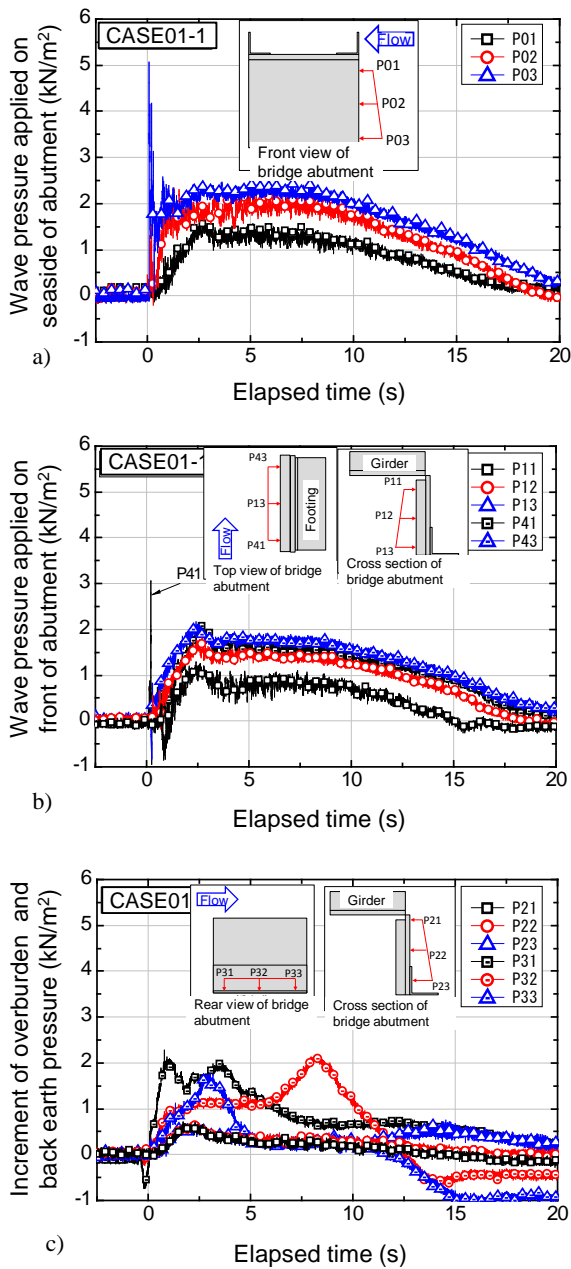 CASE01-1
Flow
P01
P02
P03
Front view of
bridge abutment
P01
P02
P03
Wave pressure applied on
seaside of abutment (kN/m²)
6
5
4
3
2
1
0
-1
0
5
10
15
20
a)
Elapsed time (s)
CASE01-1
P43
P13
P41
Footing
Flow
Top view of bridge
abutment
Girder
P11
P12
P13
Cross section of
bridge abutment
P11
P12
P13
P41
P43
P41
Wave pressure applied on
front of abutment (kN/m²)
6
5
4
3
2
1
0
-1
0
5
10
15
20
b)
Elapsed time (s)
CASE01
Flow
P31
P32
P33
Rear view of bridge
abutment
Girder
P21
P22
P23
Cross section of
bridge abutment
P21
P22
P23
P31
P32
P33
Increment of overburden and
back earth pressure (kN/m²)
6
5
4
3
2
1
0
-1
0
5
10
15
20
c)
Elapsed time (s)